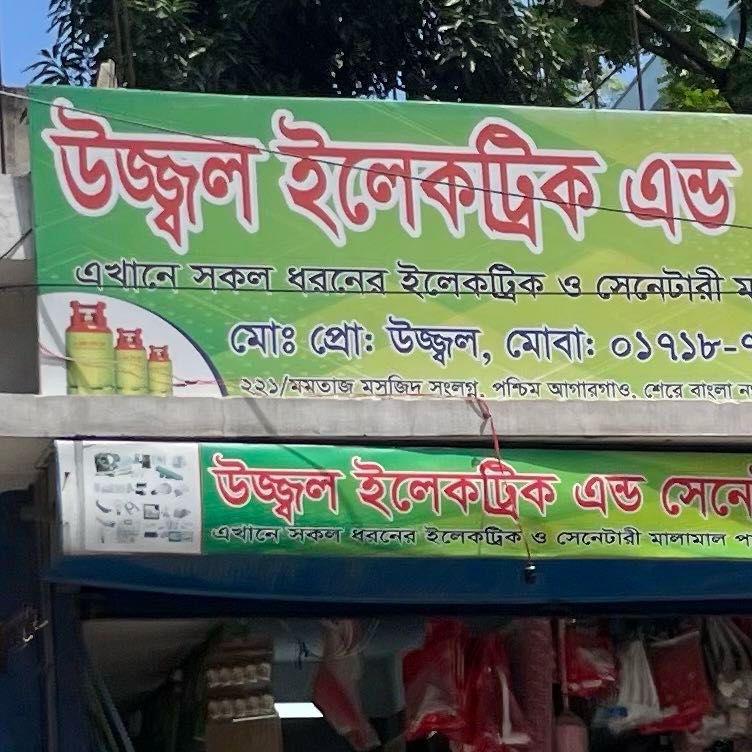 উজ্জ্বল ইলেকট্রিক এন্ড
এখানে সকল ধরনের ইলেকট্রিক ও সেনেটারী
মোঃ প্রো: উজ্জ্বল, মোবা: ০১৭১৮-
২২১/মমতাজ মসজিদ সংলগ্ন, পশ্চিম আগারগাও, শেরে বাংলা
উজ্জ্বল ইলেকট্রিক এন্ড সেনে
এখানে সকল ধরনের ইলেকট্রিক ও সেনেটারী মালামাল